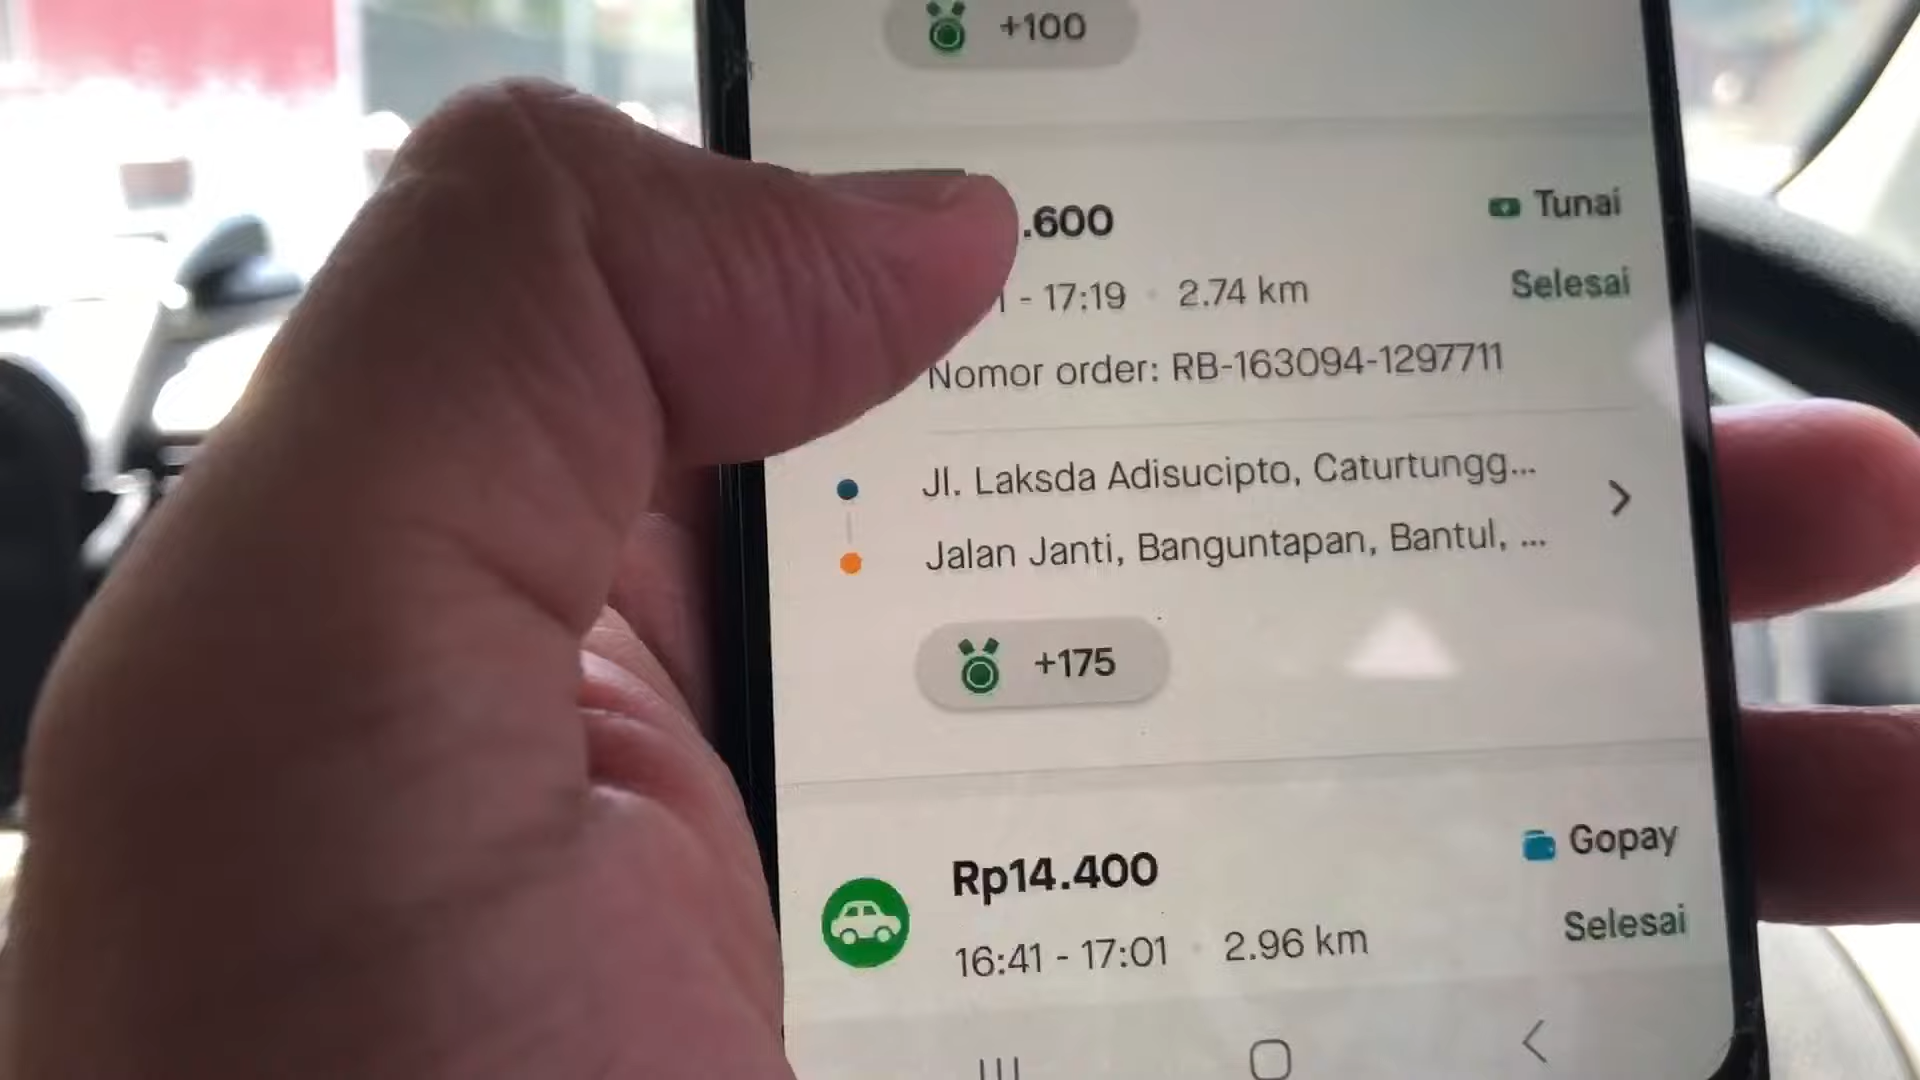 +100
.600
Tunai
- 17:19 2.74 km
Selesai
Nomor order: RB-163094-1297711
Jl. Laksda Adisucipto, Caturtungg...
Jalan Janti, Banguntapan, Bantul, ...
+175
Rp14.400
Gopay
16:41 - 17:01 2.96 km
Selesai